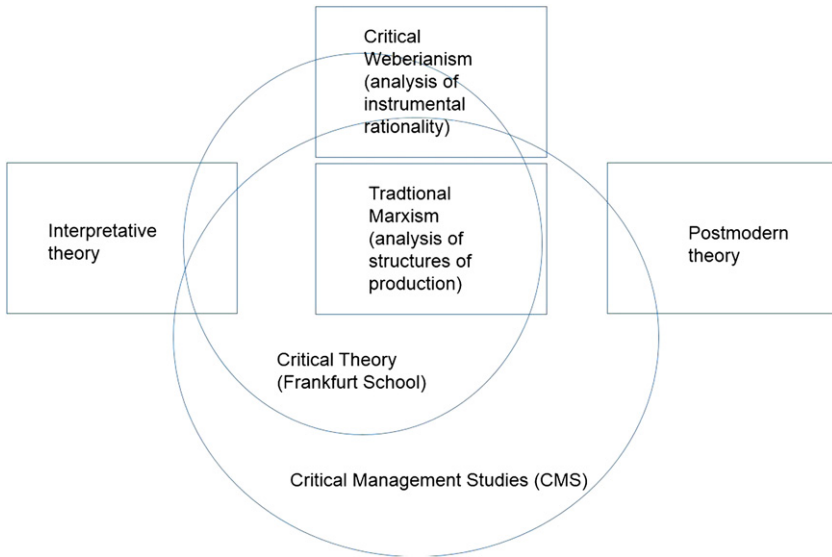 Critical
Weberianism
(analysis of
instrumental
rationality)
Interpretative
theory
Tradtional
Marxism
(analysis of
structures of
production)
Postmodern
theory
Critical Theory
(Frankfurt School)
Critical Management Studies (CMS)